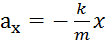 aₓ = − k/m x